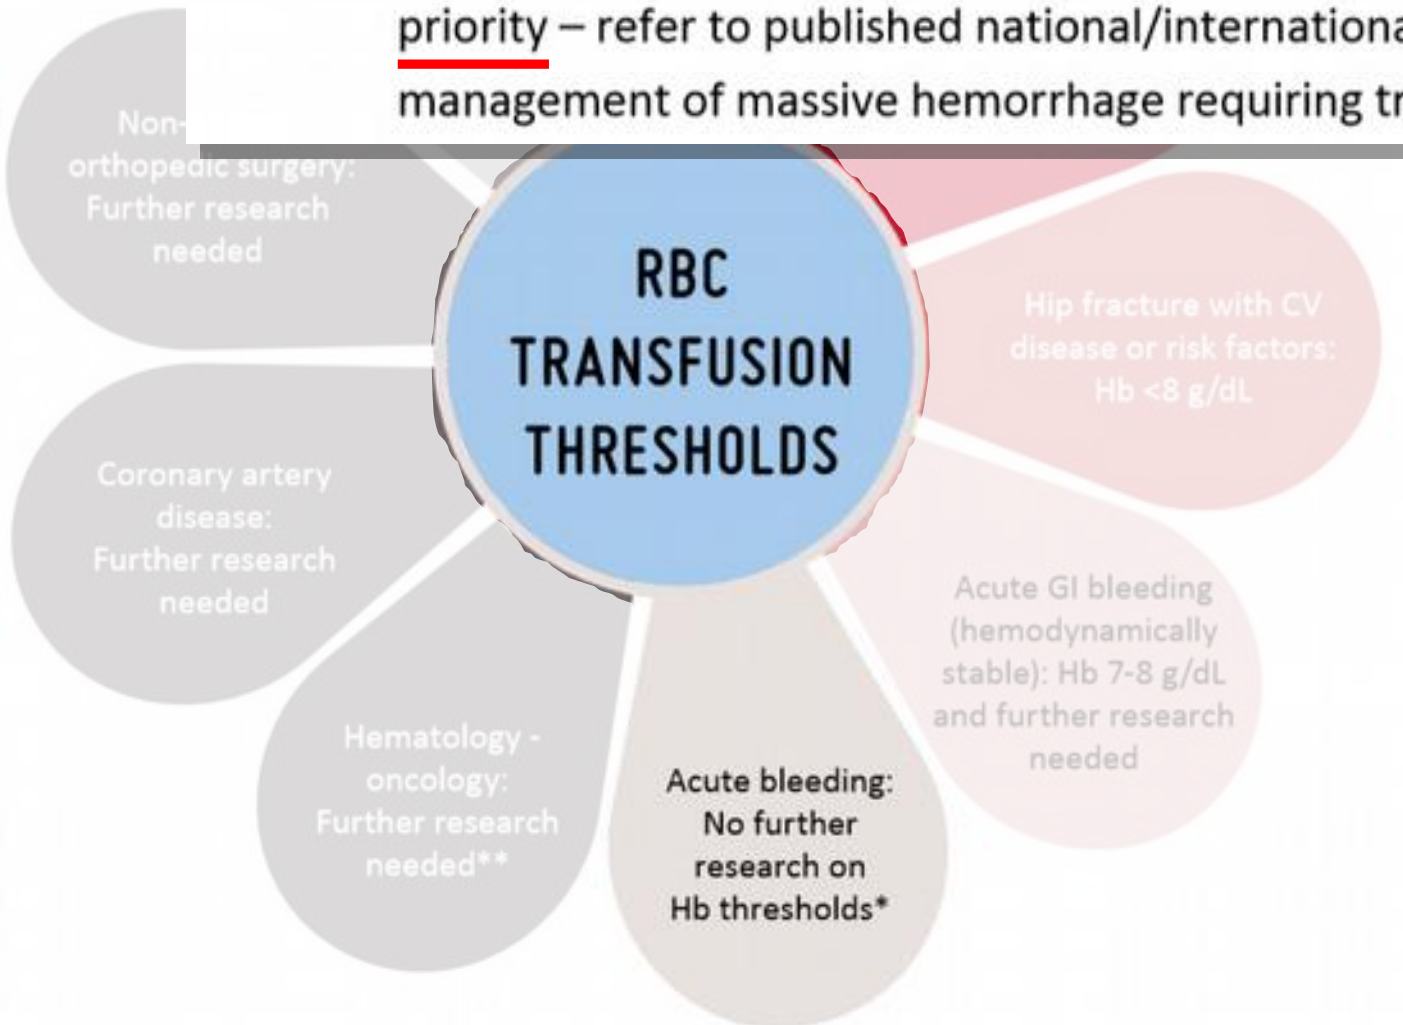 priority – refer to published national/internationa
management of massive hemorrhage requiring tr
Non-
orthopedic surgery:
Further research
needed
RBC
TRANSFUSION
THRESHOLDS
Hip fracture with CV
disease or risk factors:
Hb <8 g/dL
Coronary artery
disease:
Further research
needed
Acute GI bleeding
(hemodynamically
stable): Hb 7-8 g/dL
and further research
needed
Hematology -
oncology:
Further research
needed**
Acute bleeding:
No further
research on
Hb thresholds*